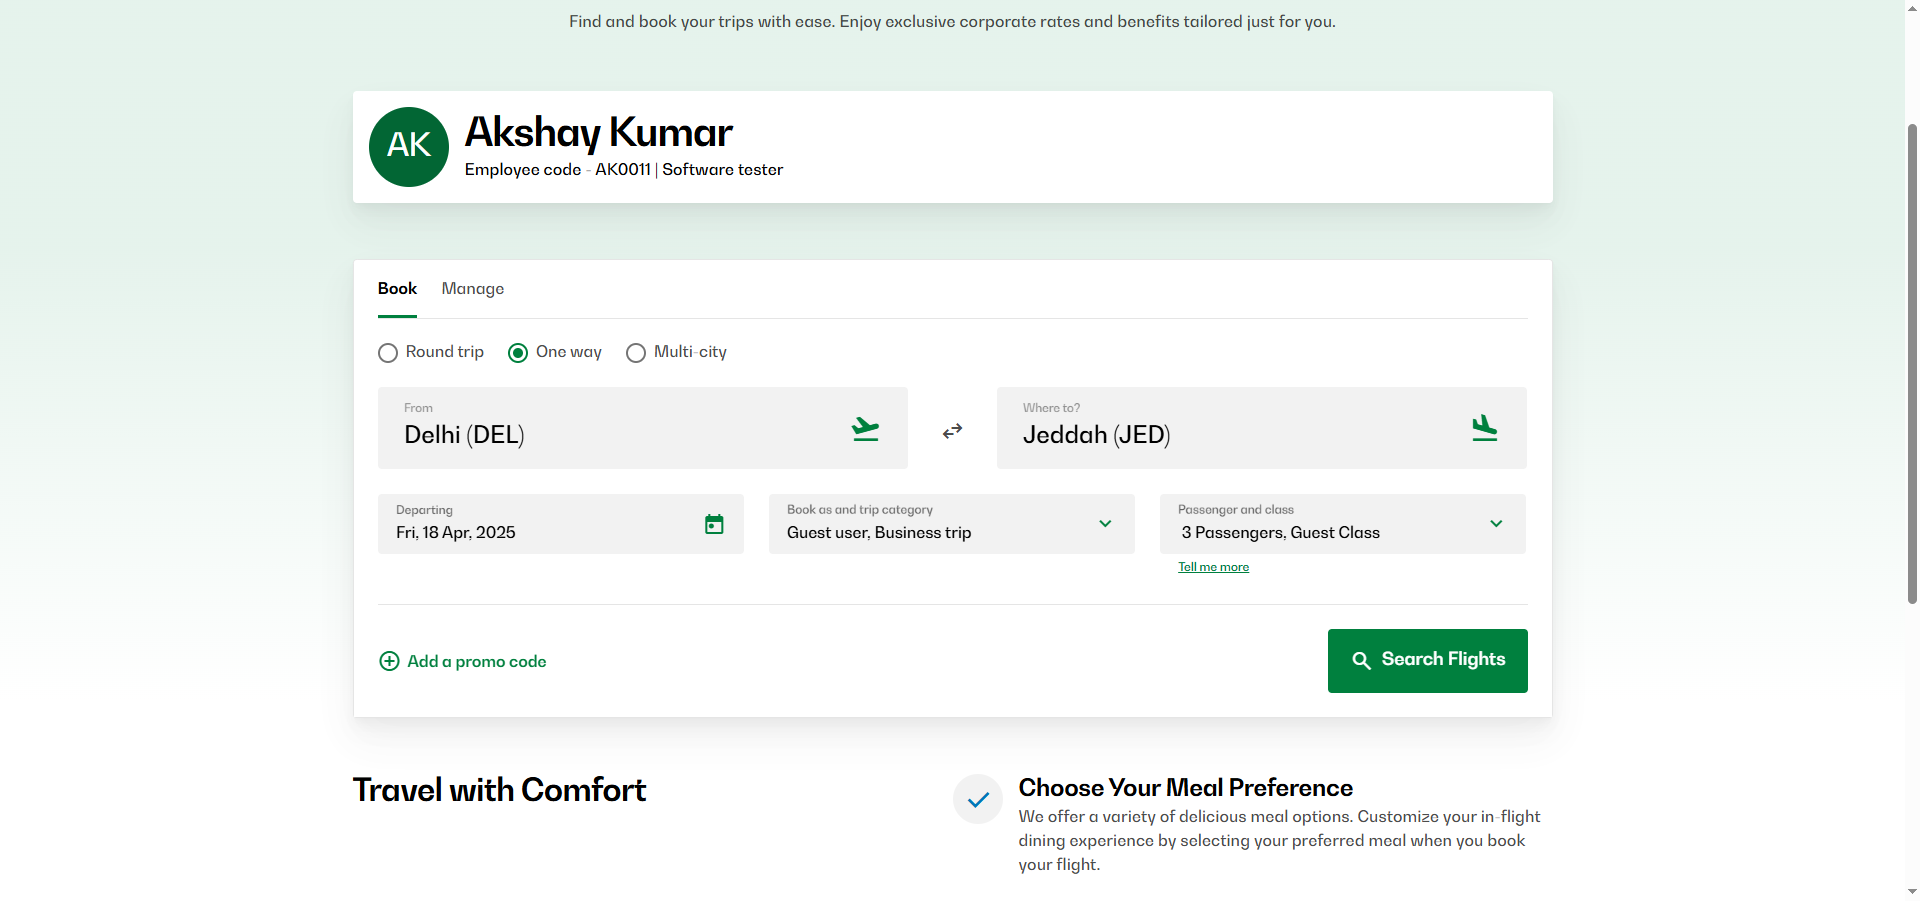 Find and book your trips with ease. Enjoy exclusive corporate rates and benefits tailored just for you.
AK
Akshay Kumar
Employee code - AK0011 | Software tester
Book
Manage
Round trip
One way
Multi-city
From
Delhi (DEL)
Where to?
Jeddah (JED)
Departing
Fri, 18 Apr, 2025
Book as and trip category
Guest user, Business trip
Passenger and class
3 Passengers, Guest Class
Tell me more
Add a promo code
Search Flights
Travel with Comfort
Choose Your Meal Preference
We offer a variety of delicious meal options. Customize your in-flight
dining experience by selecting your preferred meal when you book
your flight.